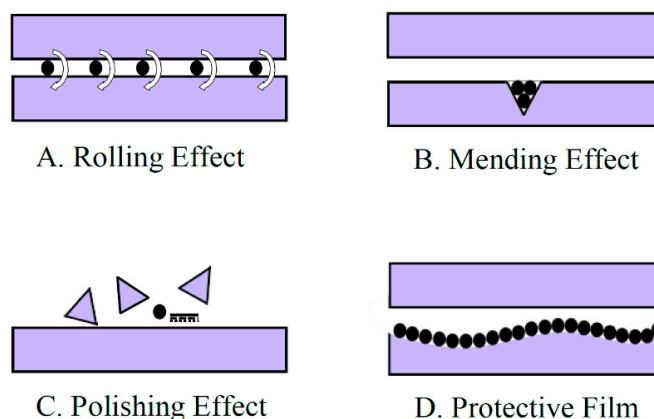 A. Rolling Effect
B. Mending Effect
C. Polishing Effect
D. Protective Film